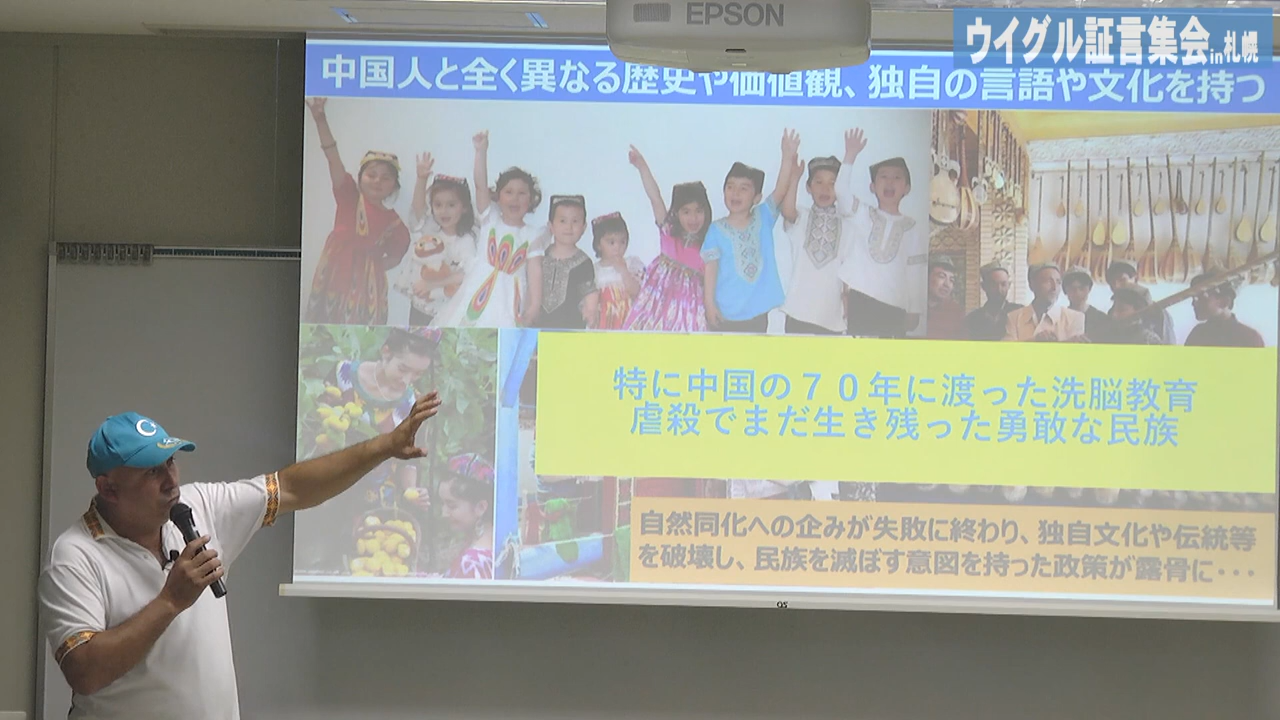 EPSON
ウイグル証言集会in札幌
中国人と全く異なる歴史や価値観、独自の言語や文化を持つ
特に中国の７０年に渡った洗脳教育
虐殺でまだ生き残った勇敢な民族
自然同化への企みが失敗に終わり、独自文化や伝統等
を破壊し、民族を滅ぼす意図を持った政策が露骨に・・・
OS